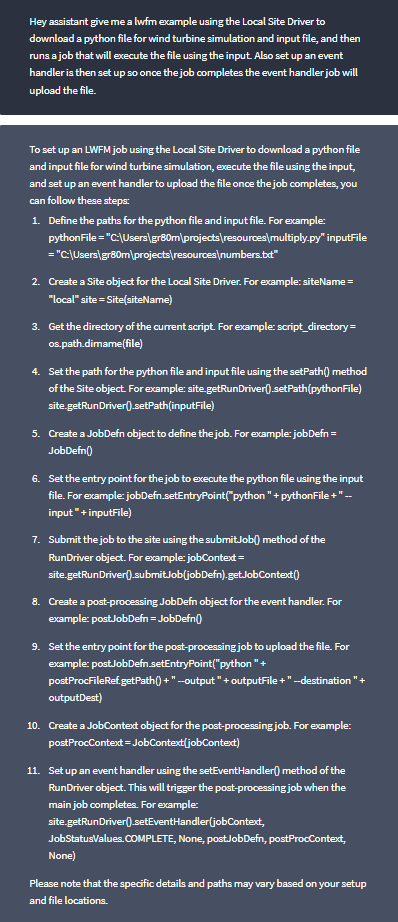 Hey assistant give me a lwfm example using the Local Site Driver to
download a python file for wind turbine simulation and input file, and then
runs a job that will execute the file using the input. Also set up an event
handler is then set up so once the job completes the event handler job will
upload the file.
To set up an LWFM job using the Local Site Driver to download a python file
and input file for wind turbine simulation, execute the file using the input,
and set up an event handler to upload the file once the job completes, you
can follow these steps:
1. Define the paths for the python file and input file. For example:
pythonFile = "C:\Users\gr80m\projects\resources\multiply.py" inputFile
= "C:\Users\gr80m\projects\resources\numbers.txt"
2. Create a Site object for the Local Site Driver. For example: siteName =
"local" site = Site(siteName)
3. Get the directory of the current script. For example: script_directory =
os.path.dirname(file)
4. Set the path for the python file and input file using the setPath() method
of the Site object. For example: site.getRunDriver().setPath(pythonFile)
site.getRunDriver().setPath(inputFile)
5. Create a JobDefn object to define the job. For example: jobDefn =
JobDefn()
6. Set the entry point for the job to execute the python file using the input
file. For example: jobDefn.setEntryPoint("python " + pythonFile + " --
input " + inputFile)
7. Submit the job to the site using the submitJob() method of the
RunDriver object. For example: jobContext =
site.getRunDriver().submitJob(jobDefn).getJobContext()
8. Create a post-processing JobDefn object for the event handler. For
example: postJobDefn = JobDefn()
9. Set the entry point for the post-processing job to upload the file. For
example: postJobDefn.setEntryPoint("python " +
postProcFileRef.getPath() + " --output " + outputFile + " --destination " +
outputDest)
10. Create a JobContext object for the post-processing job. For example:
postProcContext = JobContext(jobContext)
11. Set up an event handler using the setEventHandler() method of the
RunDriver object. This will trigger the post-processing job when the
main job completes. For example:
site.getRunDriver().setEventHandler(jobContext,
JobStatusValues.COMPLETE, None, postJobDefn, postProcContext,
None)
Please note that the specific details and paths may vary based on your setup
and file locations.